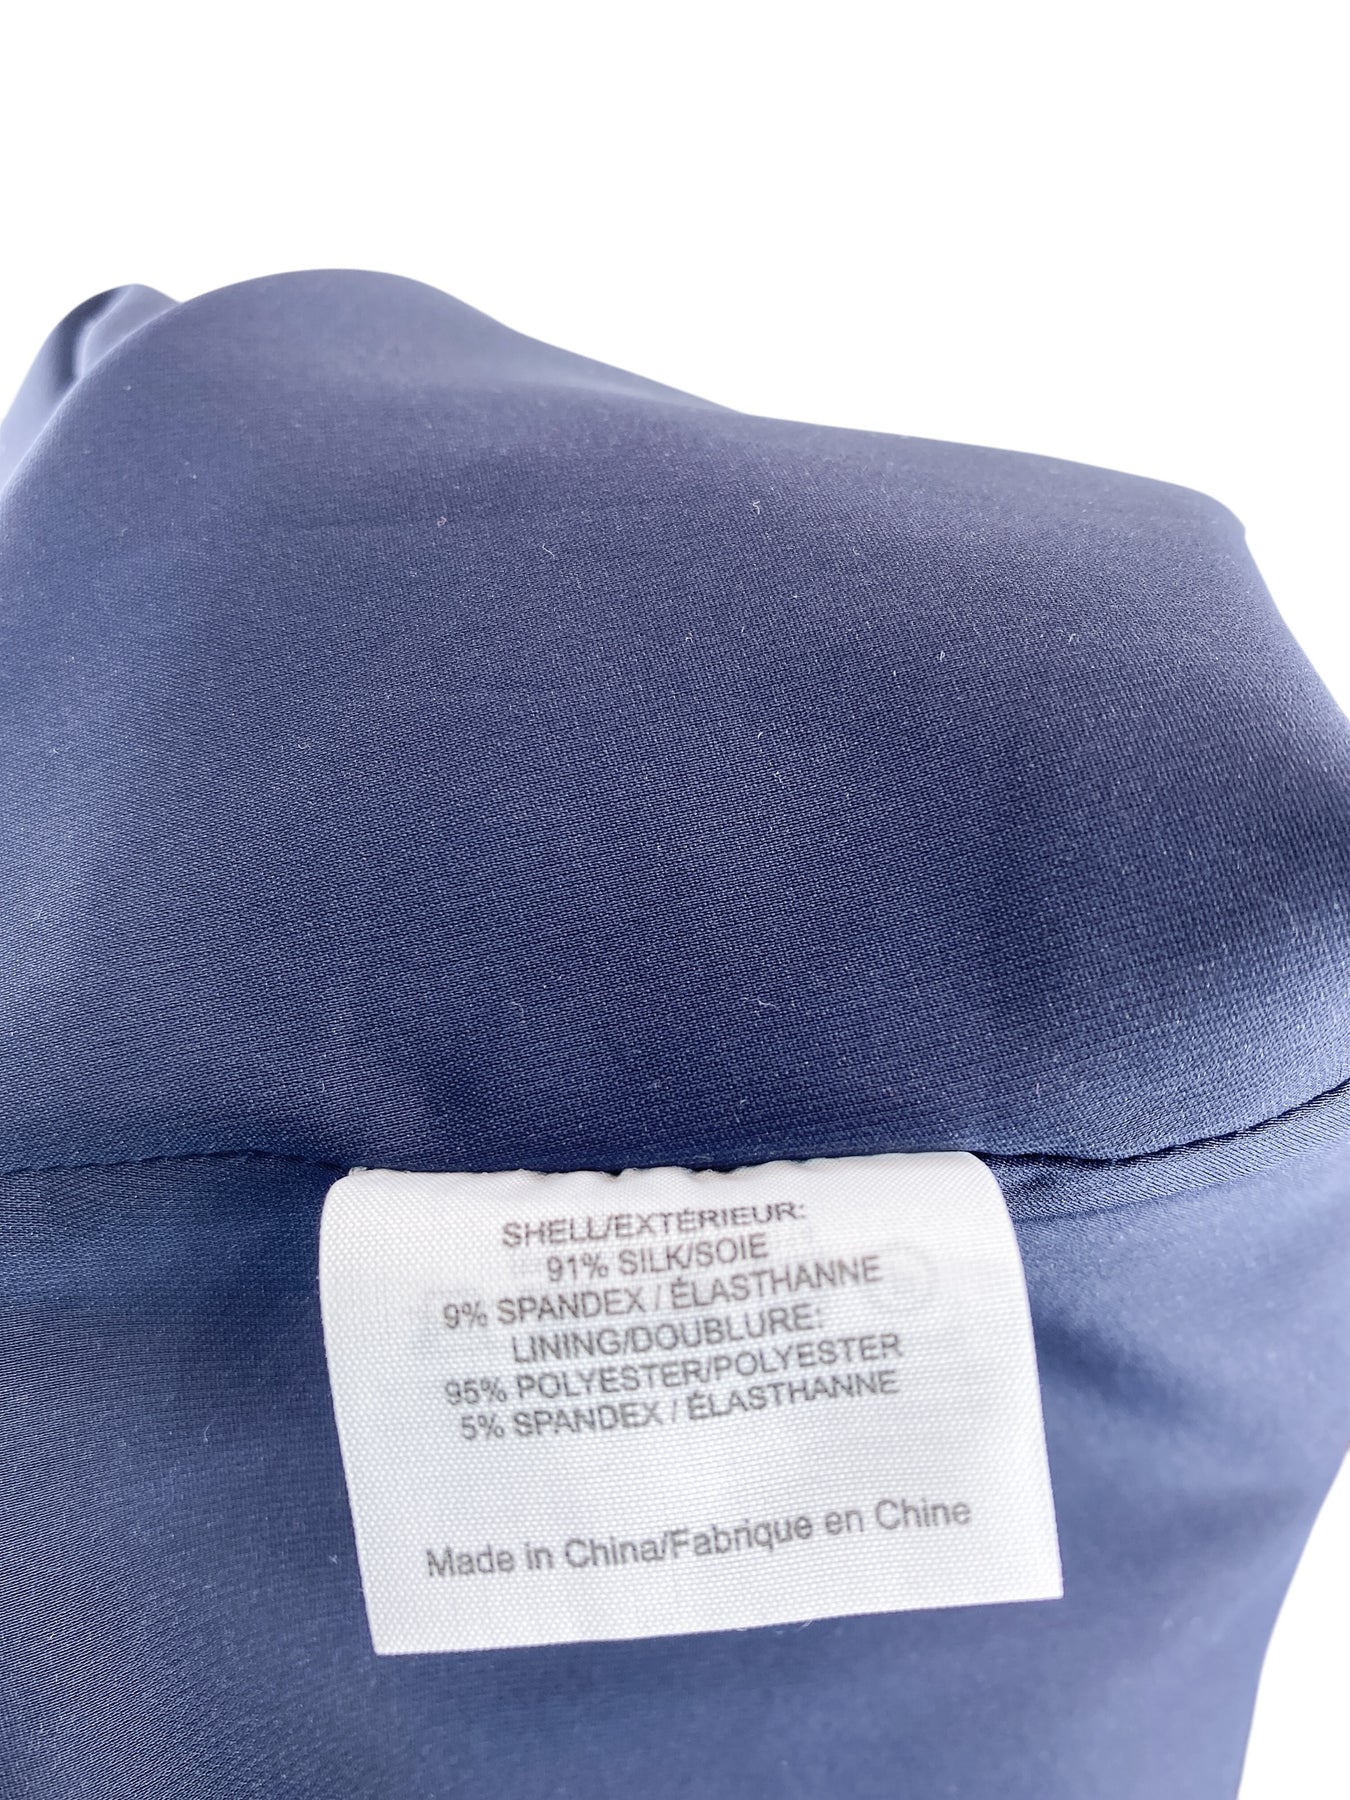 SHELL/EXTÉRIEUR:
91% SILK/SOIE
9% SPANDEX / ÉLASTHANNE
LINING/DOUBLURE:
95% POLYESTER/POLYESTER
5% SPANDEX / ÉLASTHANNE
Made in China/Fabrique en Chine